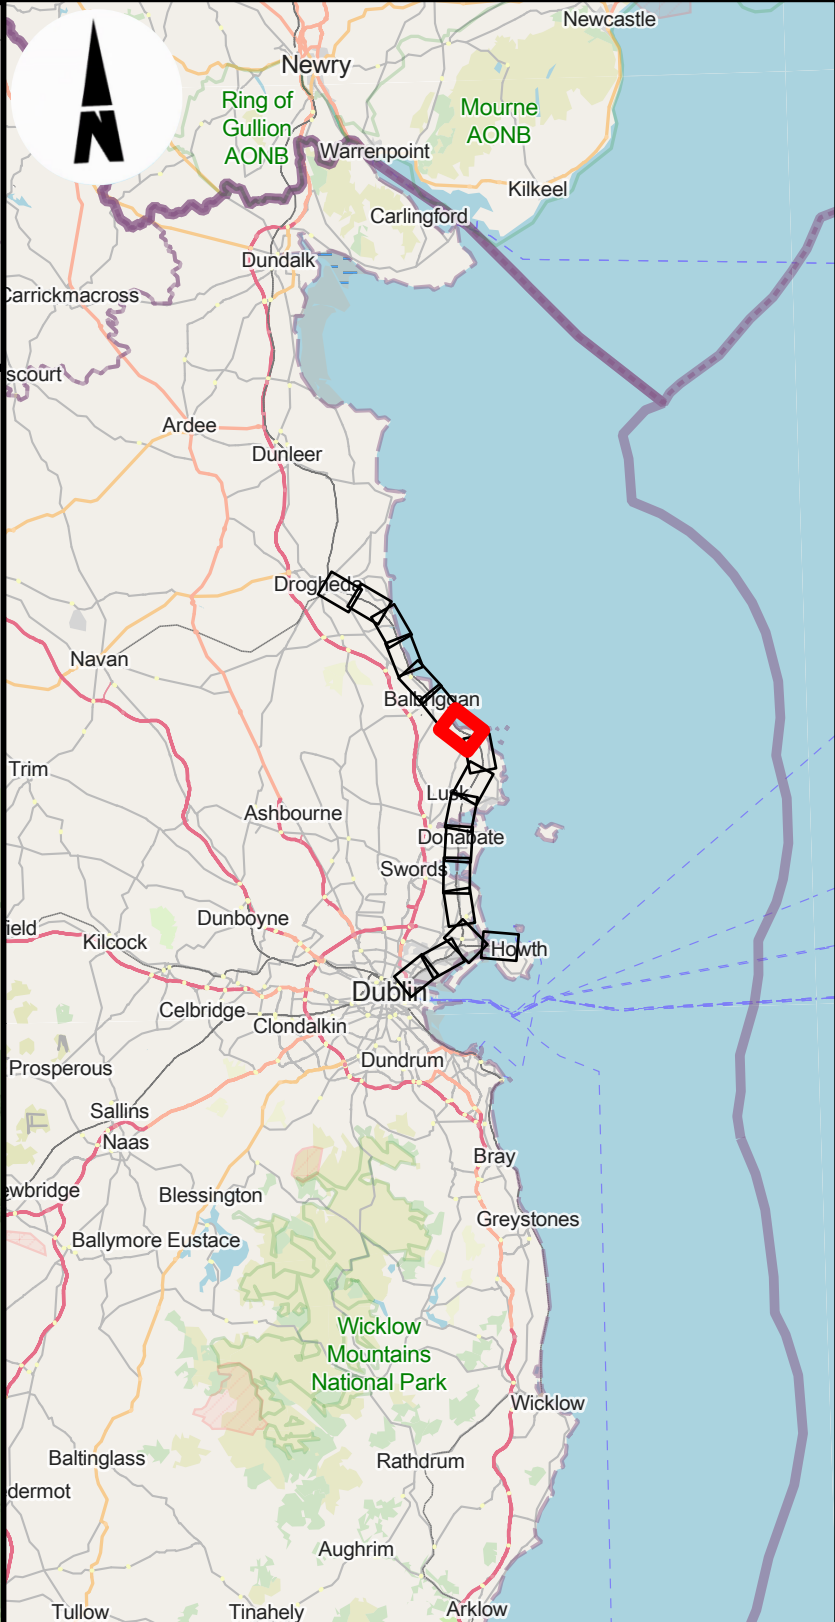 Newcastle
Newry
Ring of
Gullion
AONB
Mourne
AONB
N
Warrenpoint
Kilkeel
Carlingford
Dundalk
Carrickmacross
scourt
Ardee
Dunleer
Drogheda
Navan
Balbriggan
Trim
Lusk
Ashbourne
Donabate
Swords
Dunboyne
ield
Kilcock
Howth
Dublin
Celbridge
Clondalkin
Dundrum
Prosperous
Sallins
Naas
Bray
ewbridge
Blessington
Greystones
Ballymore Eustace
Wicklow
Mountains
National Park
Wicklow
Baltinglass
Rathdrum
dermot
Aughrim
Tullow
Tinahely
Arklow